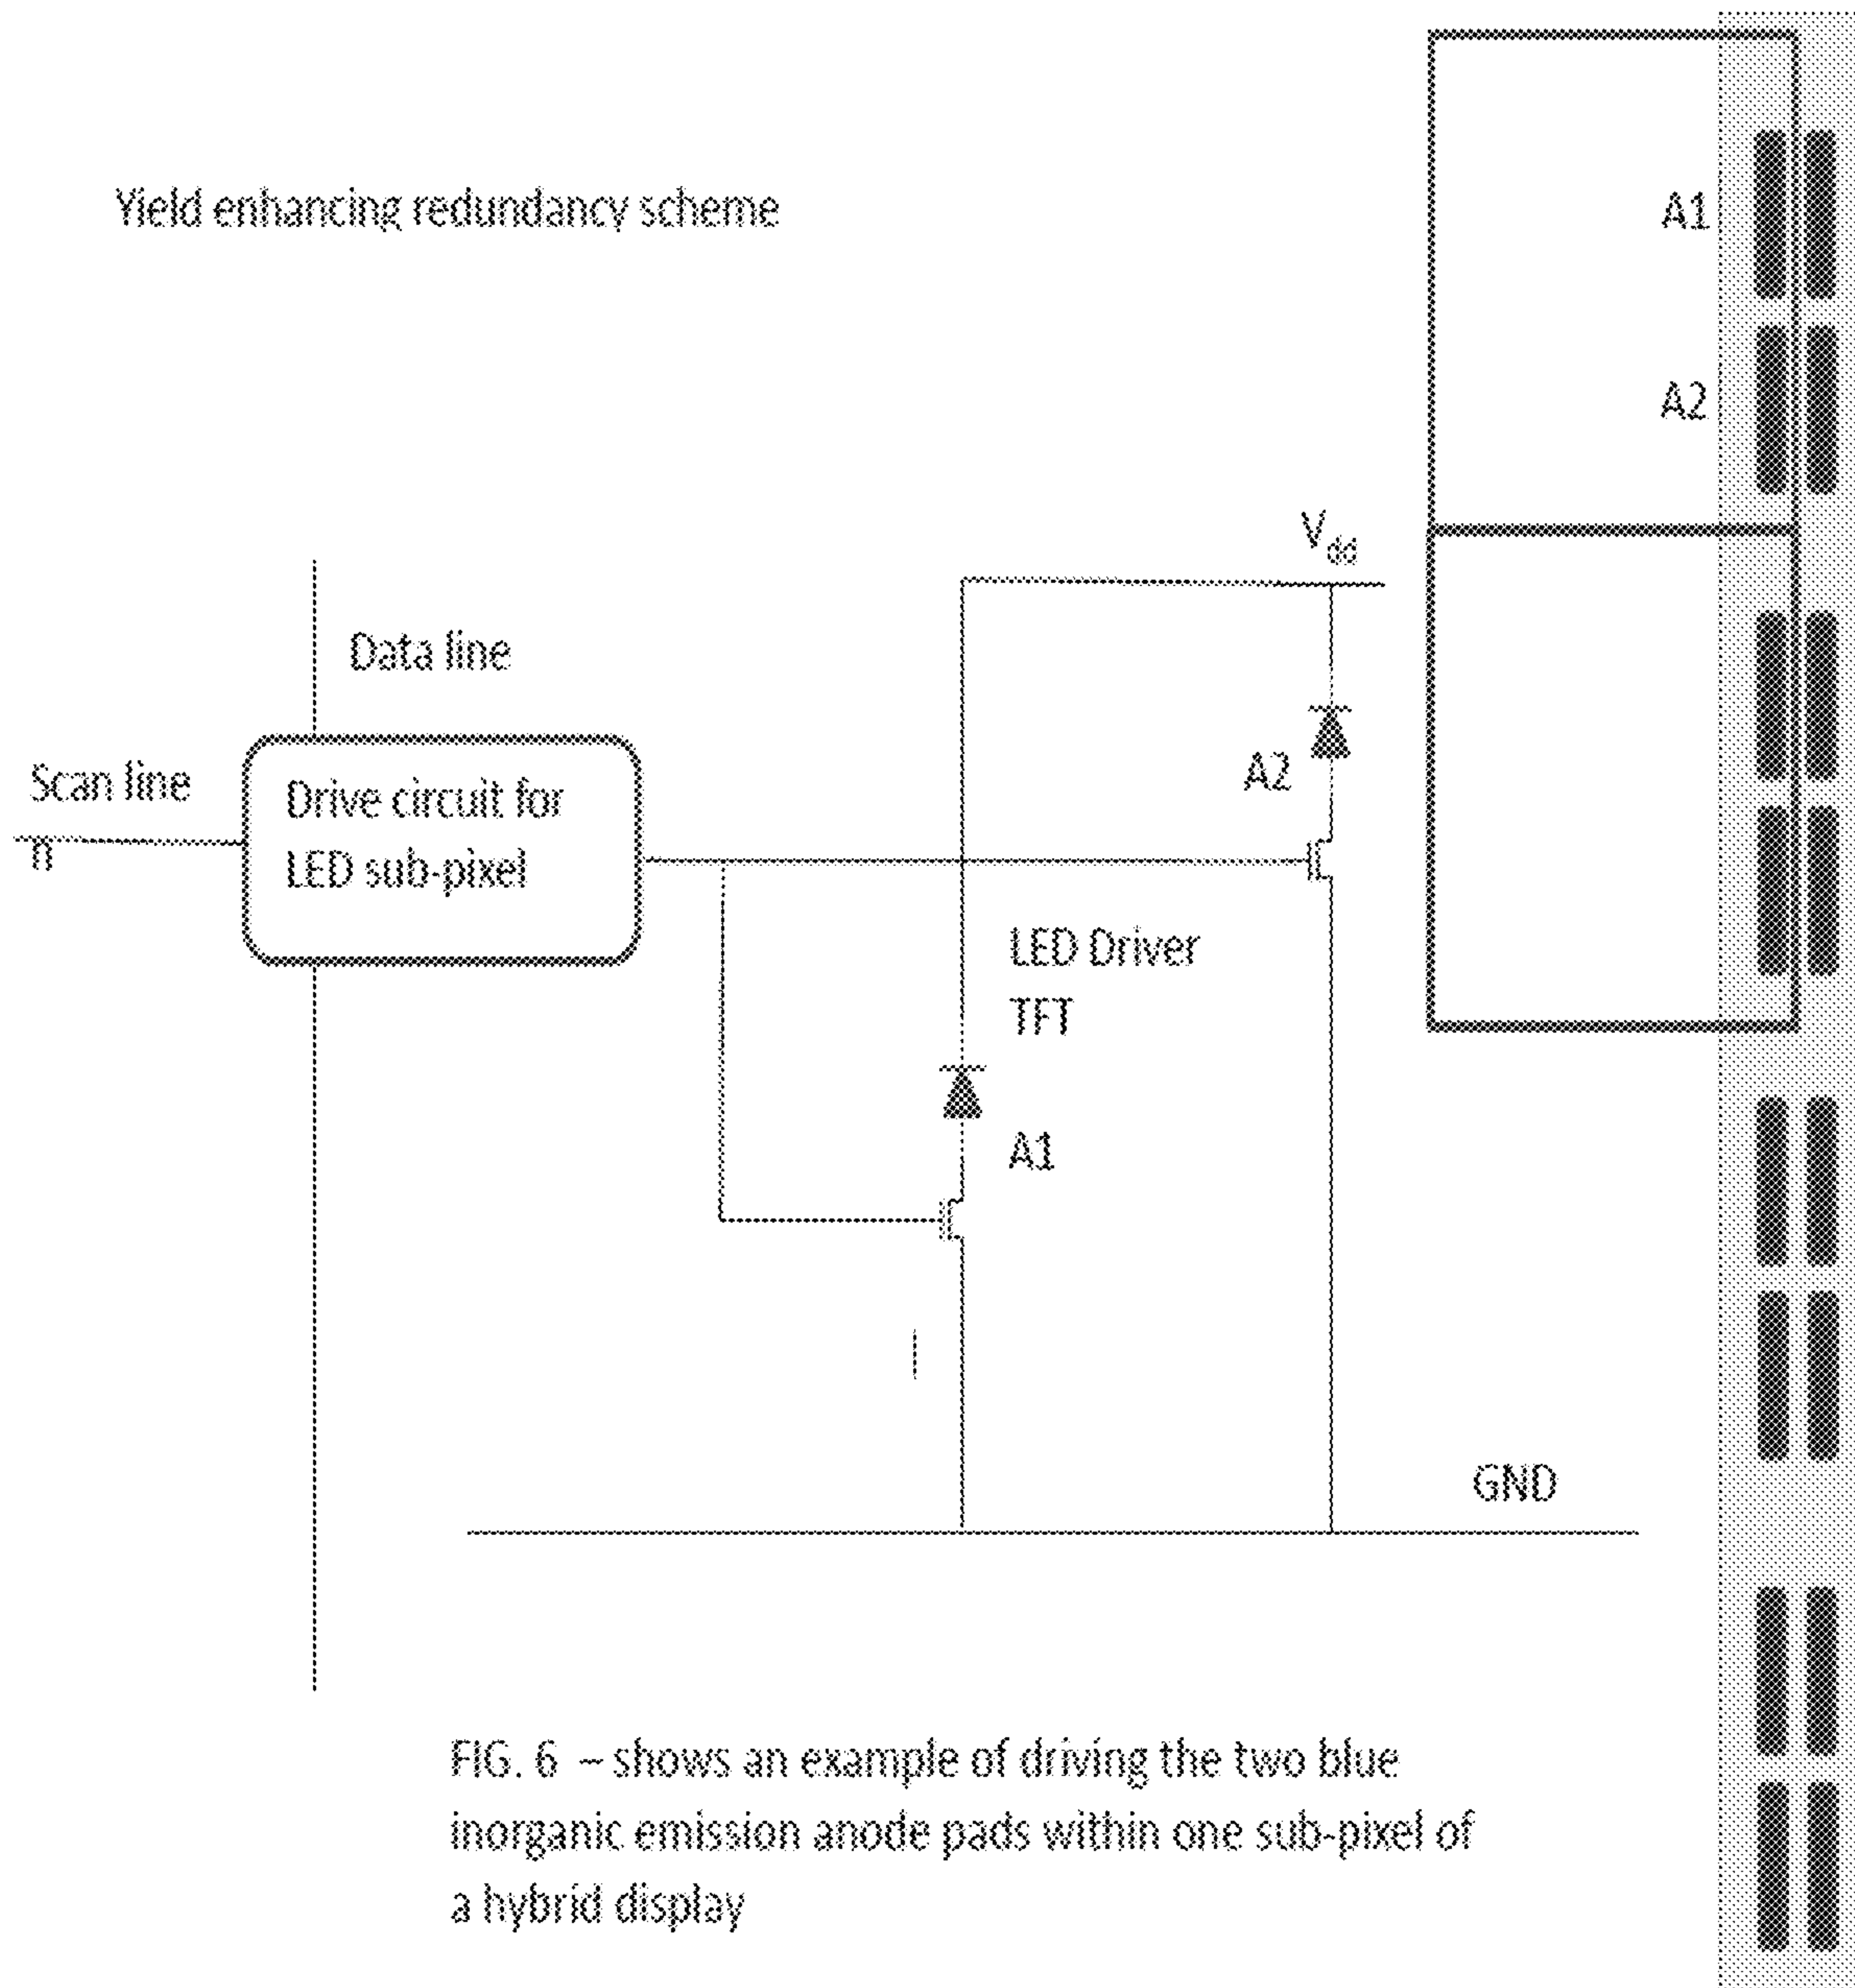 Yield enhancing redundancy scheme
A1
A2
V_dd
Data line
Scan line
n
Drive circuit for
LED sub-pixel
A2
LED Driver
TFT
A1
GND
FIG. 6 – shows an example of driving the two blue
inorganic emission anode pads within one sub-pixel of
a hybrid display